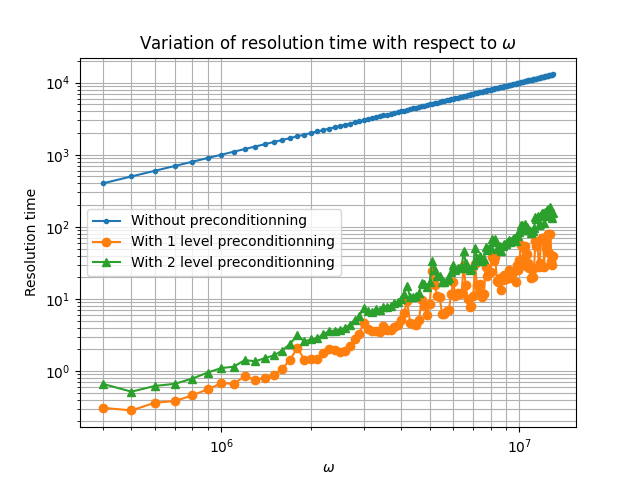 Variation of resolution time with respect to ω
Resolution time
10⁴
10³
10²
10¹
10⁰
Without preconditionning
With 1 level preconditionning
With 2 level preconditionning
10⁶
10⁷
ω